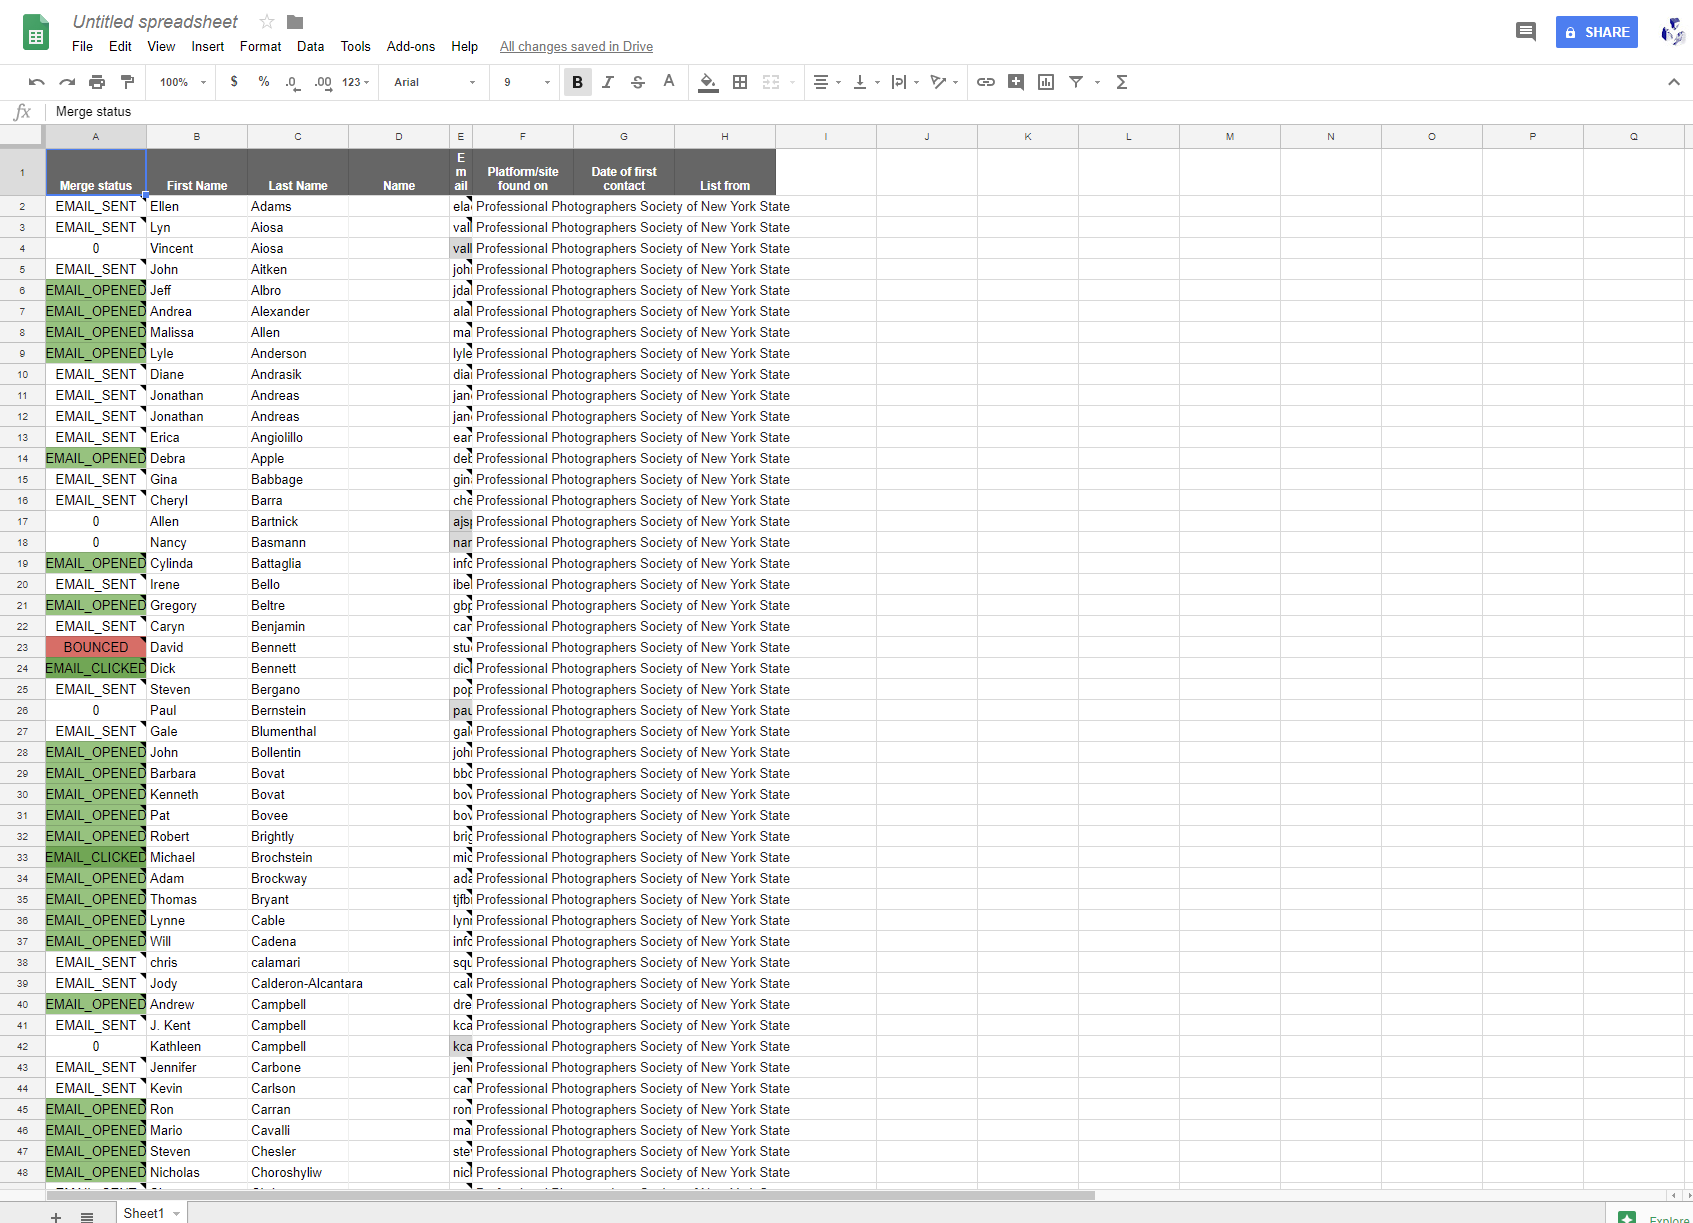 Untitled spreadsheet
File Edit View Insert Format Data Tools Add-ons Help All changes saved in Drive
SHARE
100% $ % .0 .00 123 Arial 9 B I S A
fx Merge status
A B C D E F G H I J K L M N O P Q
1 Merge status First Name Last Name Name Email Platform/site found on Date of first contact List from
2 EMAIL_SENT Ellen Adams ela Professional Photographers Society of New York State
3 EMAIL_SENT Lyn Aiosa vall Professional Photographers Society of New York State
4 0 Vincent Aiosa vall Professional Photographers Society of New York State
5 EMAIL_SENT John Aitken joh Professional Photographers Society of New York State
6 EMAIL_OPENED Jeff Albro jda Professional Photographers Society of New York State
7 EMAIL_OPENED Andrea Alexander ala Professional Photographers Society of New York State
8 EMAIL_OPENED Malissa Allen ma Professional Photographers Society of New York State
9 EMAIL_OPENED Lyle Anderson lyle Professional Photographers Society of New York State
10 EMAIL_SENT Diane Andrasik dia Professional Photographers Society of New York State
11 EMAIL_SENT Jonathan Andreas jan Professional Photographers Society of New York State
12 EMAIL_SENT Jonathan Andreas jan Professional Photographers Society of New York State
13 EMAIL_SENT Erica Angiolillo ear Professional Photographers Society of New York State
14 EMAIL_OPENED Debra Apple deb Professional Photographers Society of New York State
15 EMAIL_SENT Gina Babbage gin Professional Photographers Society of New York State
16 EMAIL_SENT Cheryl Barra che Professional Photographers Society of New York State
17 0 Allen Bartnick ajs Professional Photographers Society of New York State
18 0 Nancy Basmann nar Professional Photographers Society of New York State
19 EMAIL_OPENED Cylinda Battaglia info Professional Photographers Society of New York State
20 EMAIL_SENT Irene Bello ibe Professional Photographers Society of New York State
21 EMAIL_OPENED Gregory Beltre gbp Professional Photographers Society of New York State
22 EMAIL_SENT Caryn Benjamin car Professional Photographers Society of New York State
23 BOUNCED David Bennett stu Professional Photographers Society of New York State
24 EMAIL_CLICKED Dick Bennett dicl Professional Photographers Society of New York State
25 EMAIL_SENT Steven Bergano pop Professional Photographers Society of New York State
26 0 Paul Bernstein pau Professional Photographers Society of New York State
27 EMAIL_SENT Gale Blumenthal gal Professional Photographers Society of New York State
28 EMAIL_OPENED John Bollentin joh Professional Photographers Society of New York State
29 EMAIL_OPENED Barbara Bovat bbo Professional Photographers Society of New York State
30 EMAIL_OPENED Kenneth Bovat bov Professional Photographers Society of New York State
31 EMAIL_OPENED Pat Bovee bov Professional Photographers Society of New York State
32 EMAIL_OPENED Robert Brightly brig Professional Photographers Society of New York State
33 EMAIL_CLICKED Michael Brochstein mic Professional Photographers Society of New York State
34 EMAIL_OPENED Adam Brockway ada Professional Photographers Society of New York State
35 EMAIL_OPENED Thomas Bryant tjfb Professional Photographers Society of New York State
36 EMAIL_OPENED Lynne Cable lyn Professional Photographers Society of New York State
37 EMAIL_OPENED Will Cadena info Professional Photographers Society of New York State
38 EMAIL_SENT chris calamari squ Professional Photographers Society of New York State
39 EMAIL_SENT Jody Calderon-Alcantara cal Professional Photographers Society of New York State
40 EMAIL_OPENED Andrew Campbell dre Professional Photographers Society of New York State
41 EMAIL_SENT J. Kent Campbell kca Professional Photographers Society of New York State
42 0 Kathleen Campbell kca Professional Photographers Society of New York State
43 EMAIL_SENT Jennifer Carbone jen Professional Photographers Society of New York State
44 EMAIL_SENT Kevin Carlson car Professional Photographers Society of New York State
45 EMAIL_OPENED Ron Carran ron Professional Photographers Society of New York State
46 EMAIL_OPENED Mario Cavalli ma Professional Photographers Society of New York State
47 EMAIL_OPENED Steven Chesler ste Professional Photographers Society of New York State
48 EMAIL_OPENED Nicholas Choroshyliw nic Professional Photographers Society of New York State
Sheet1
Explore